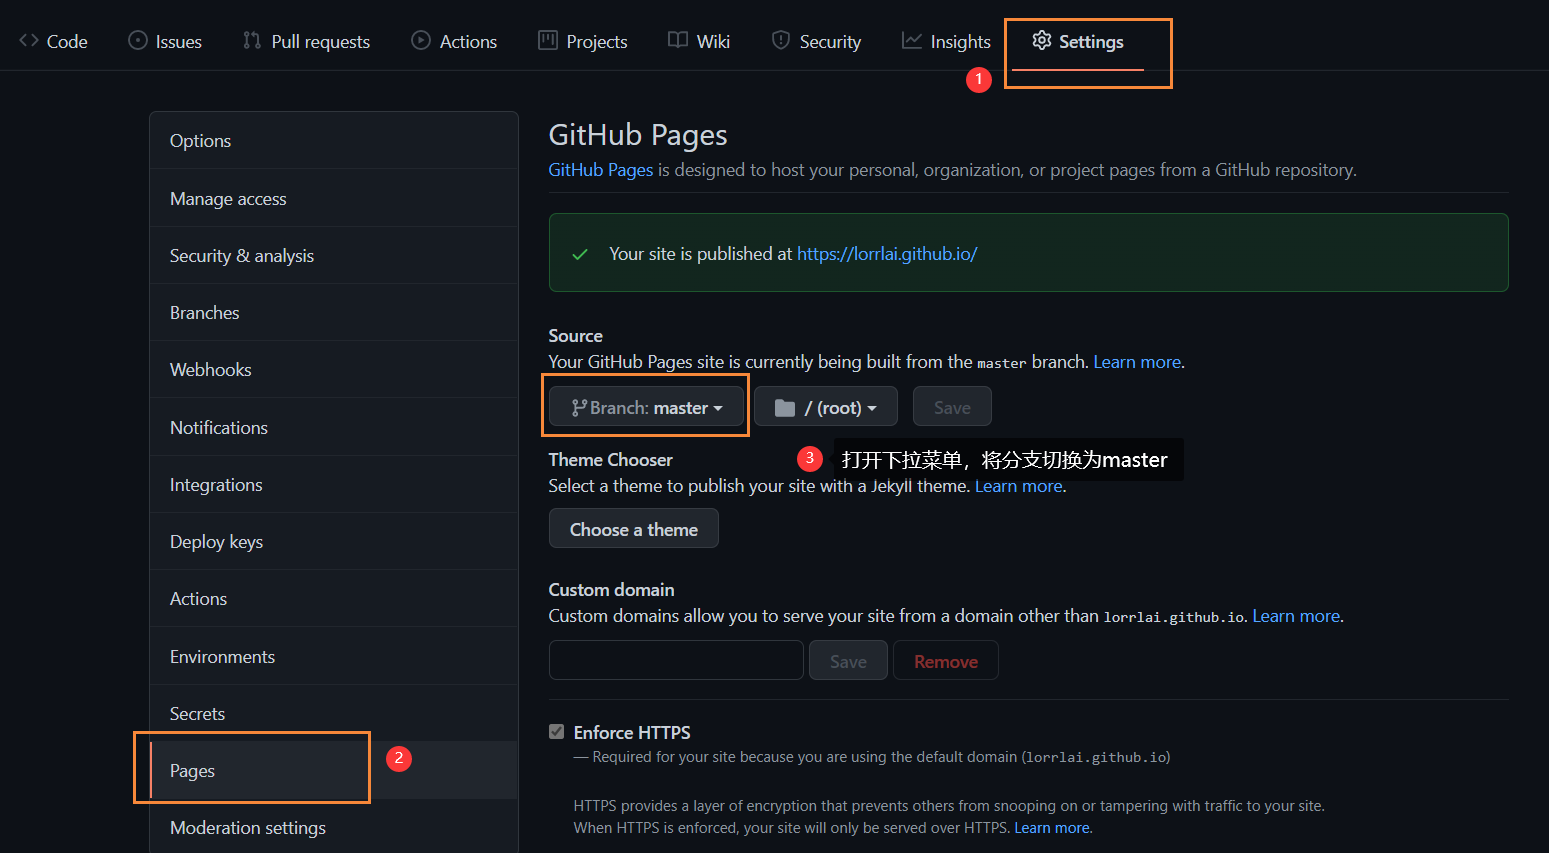 Code Issues Pull requests Actions Projects Wiki Security Insights Settings
1
Options
Manage access
Security & analysis
Branches
Webhooks
Notifications
Integrations
Deploy keys
Actions
Environments
Secrets
Pages
2
Moderation settings
GitHub Pages
GitHub Pages is designed to host your personal, organization, or project pages from a GitHub repository.
Your site is published at https://lorrlai.github.io/
Source
Your GitHub Pages site is currently being built from the master branch. Learn more.
Branch: master / (root) Save
3 打开下拉菜单，将分支切换为master
Theme Chooser
Select a theme to publish your site with a Jekyll theme. Learn more.
Choose a theme
Custom domain
Custom domains allow you to serve your site from a domain other than lorrlai.github.io. Learn more.
Save Remove
Enforce HTTPS
— Required for your site because you are using the default domain (lorrlai.github.io)
HTTPS provides a layer of encryption that prevents others from snooping on or tampering with traffic to your site.
When HTTPS is enforced, your site will only be served over HTTPS. Learn more.